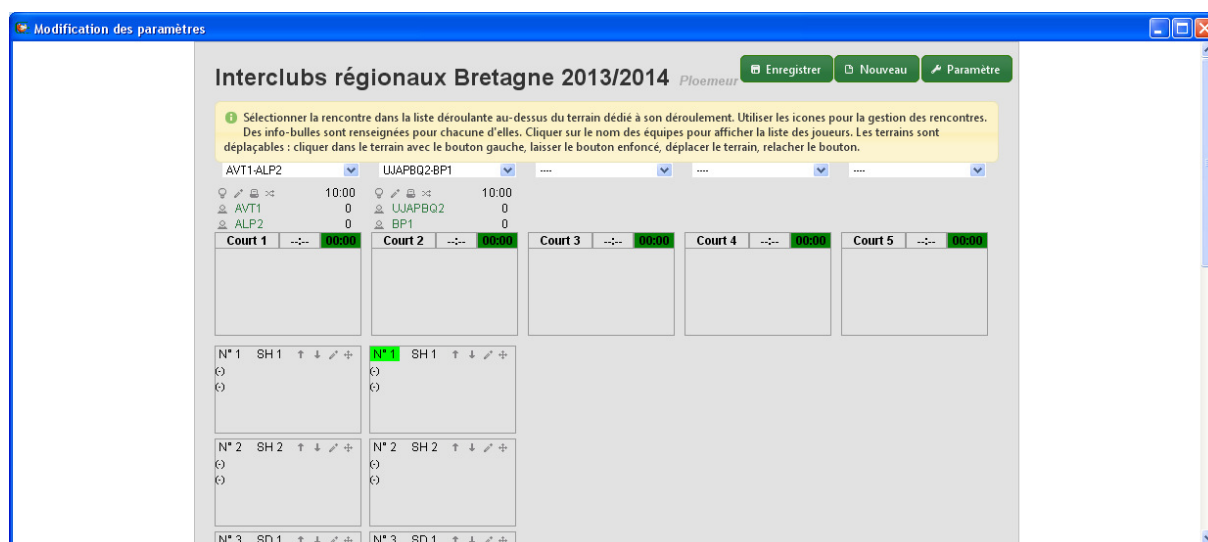 Modification des paramètres
Interclubs régionaux Bretagne 2013/2014 Ploemeur
Enregistrer Nouveau Paramètre
Sélectionner la rencontre dans la liste déroulante au-dessus du terrain dédié à son déroulement. Utiliser les icones pour la gestion des rencontres.
Des info-bulles sont renseignées pour chacune d'elles. Cliquer sur le nom des équipes pour afficher la liste des joueurs. Les terrains sont
déplaçables : cliquer dans le terrain avec le bouton gauche, laisser le bouton enfoncé, déplacer le terrain, relacher le bouton.
AVT1-ALP2 UJAPBQ2-BP1 ---- ---- ----
10:00 10:00
AVT1 0 UJAPBQ2 0
ALP2 0 BP1 0
Court 1 --:-- 00:00 Court 2 --:-- 00:00 Court 3 --:-- 00:00 Court 4 --:-- 00:00 Court 5 --:-- 00:00
N° 1 SH 1 N° 1 SH 1
(-) (-)
(-) (-)
N° 2 SH 2 N° 2 SH 2
(-) (-)
(-) (-)
N° 3 SD 1 N° 3 SD 1